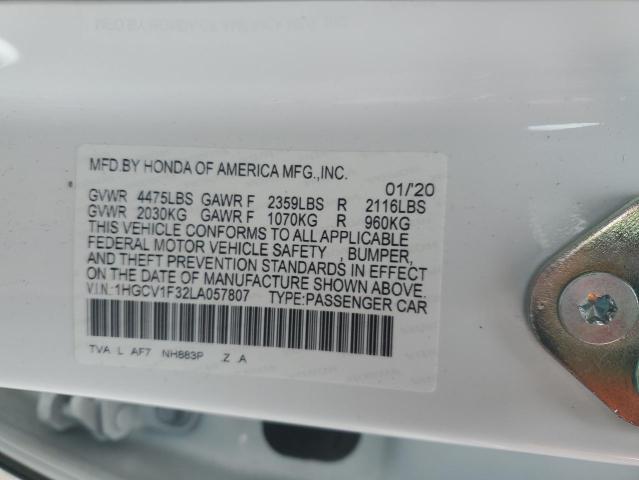 MFD.BY HONDA OF AMERICA MFG.,INC.
01/'20
GVWR 4475LBS GAWR F 2359LBS R 2116LBS
GVWR 2030KG GAWR F 1070KG R 960KG
THIS VEHICLE CONFORMS TO ALL APPLICABLE
FEDERAL MOTOR VEHICLE SAFETY , BUMPER,
AND THEFT PREVENTION STANDARDS IN EFFECT
ON THE DATE OF MANUFACTURE SHOWN ABOVE
V.I.N.:1HGCV1F32LA057807 TYPE:PASSENGER CAR
TVA L AF7 NH883P Z A